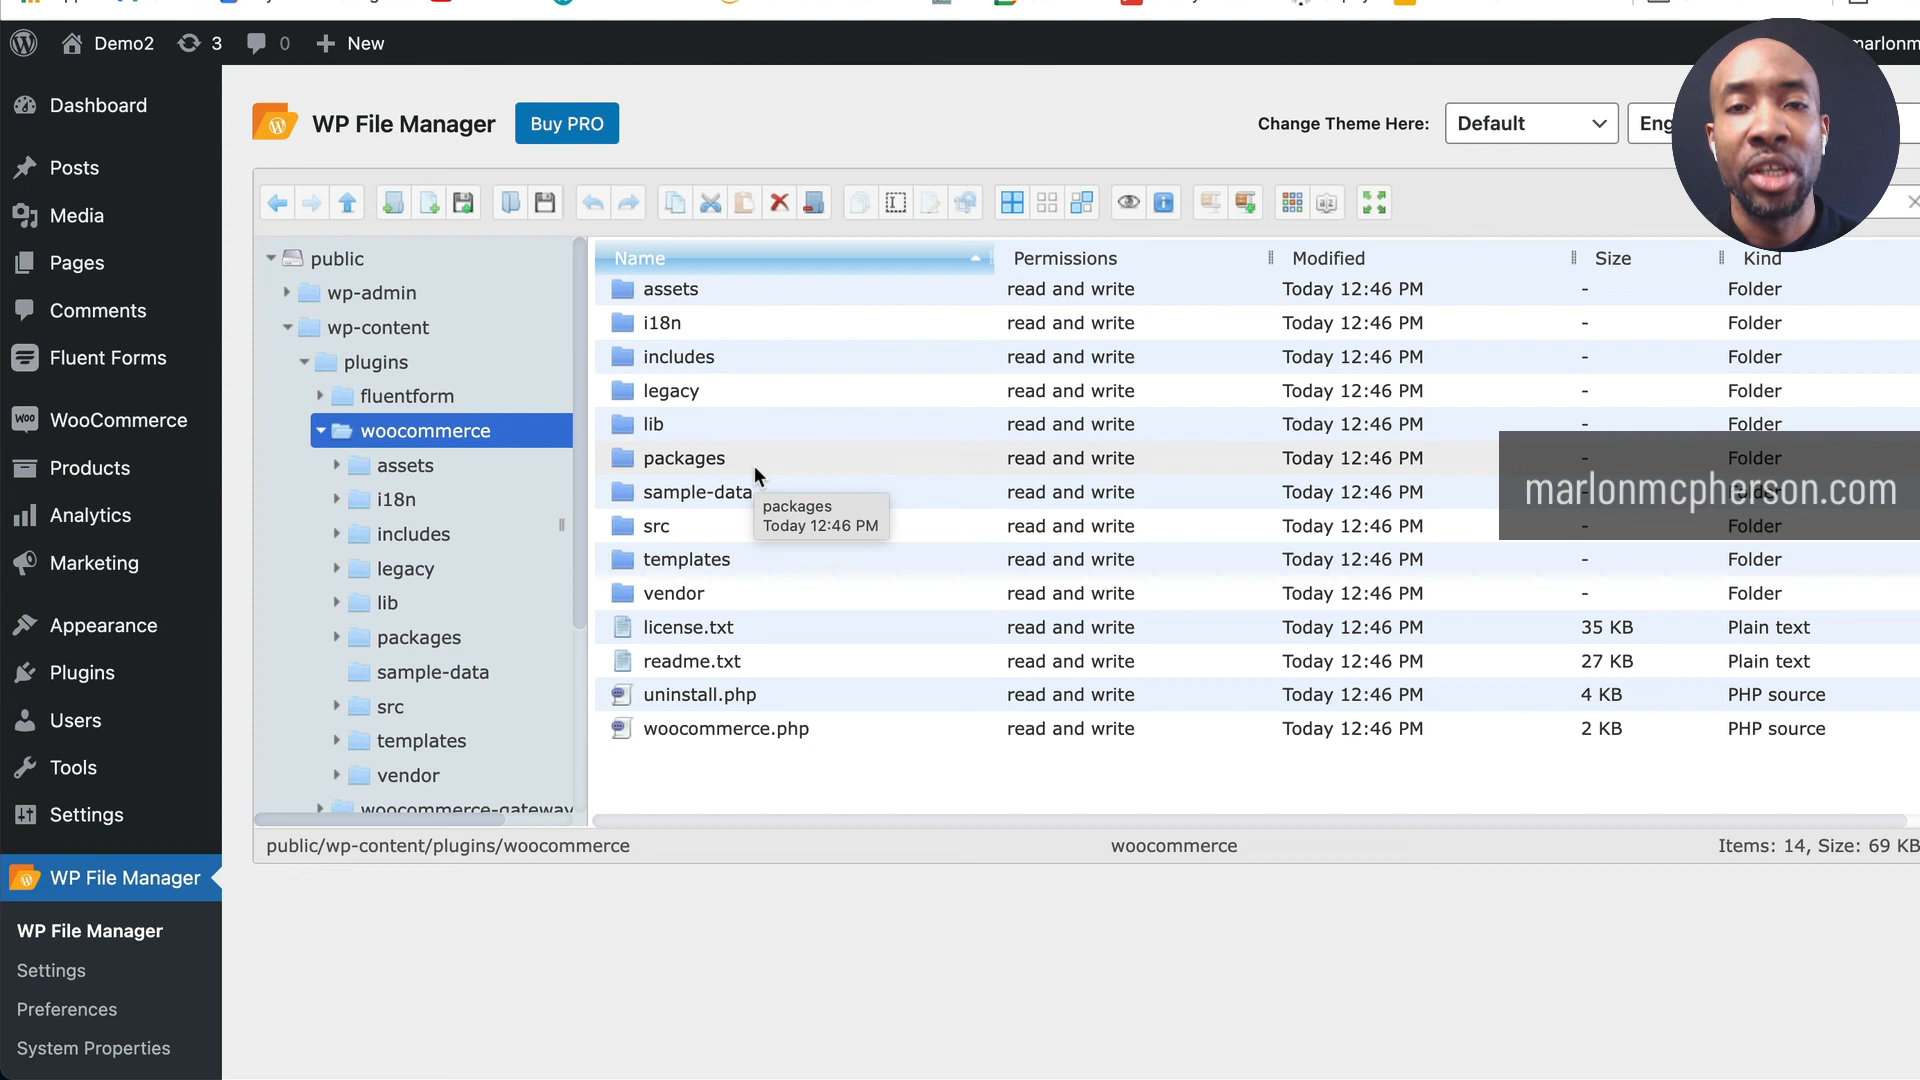 Demo2 3 0 New
marlonm
Dashboard
Posts
Media
Pages
Comments
Fluent Forms
WooCommerce
Products
Analytics
Marketing
Appearance
Plugins
Users
Tools
Settings
WP File Manager
WP File Manager
Settings
Preferences
System Properties
WP File Manager Buy PRO
Change Theme Here: Default Eng
public
wp-admin
wp-content
plugins
fluentform
woocommerce
assets
i18n
includes
legacy
lib
packages
sample-data
src
templates
vendor
woocommerce-gateway
Name Permissions Modified Size Kind
assets read and write Today 12:46 PM - Folder
i18n read and write Today 12:46 PM - Folder
includes read and write Today 12:46 PM - Folder
legacy read and write Today 12:46 PM - Folder
lib read and write Today 12:46 PM - Folder
packages read and write Today 12:46 PM - Folder
sample-data read and write Today 12:46 PM - Folder
src read and write Today 12:46 PM - Folder
templates read and write Today 12:46 PM - Folder
vendor read and write Today 12:46 PM - Folder
license.txt read and write Today 12:46 PM 35 KB Plain text
readme.txt read and write Today 12:46 PM 27 KB Plain text
uninstall.php read and write Today 12:46 PM 4 KB PHP source
woocommerce.php read and write Today 12:46 PM 2 KB PHP source
packages
Today 12:46 PM
marlonmcpherson.com
public/wp-content/plugins/woocommerce woocommerce Items: 14, Size: 69 KB